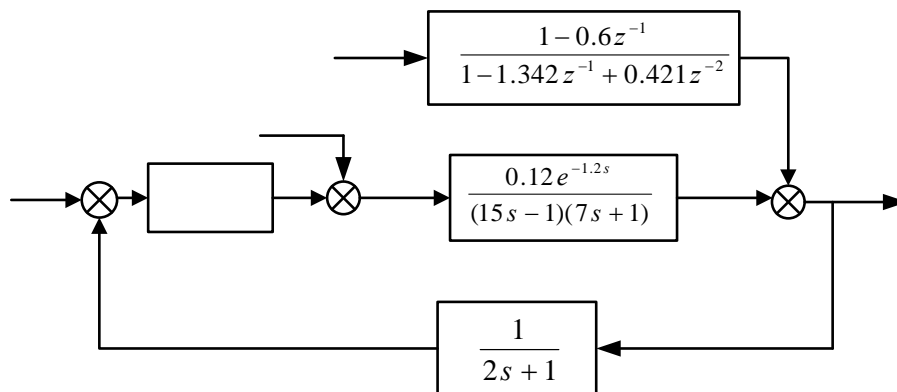 1−0.6z⁻¹
1−1.342z⁻¹+0.421z⁻²
0.12e^{−1.2s}
(15s−1)(7s+1)
1
2s+1